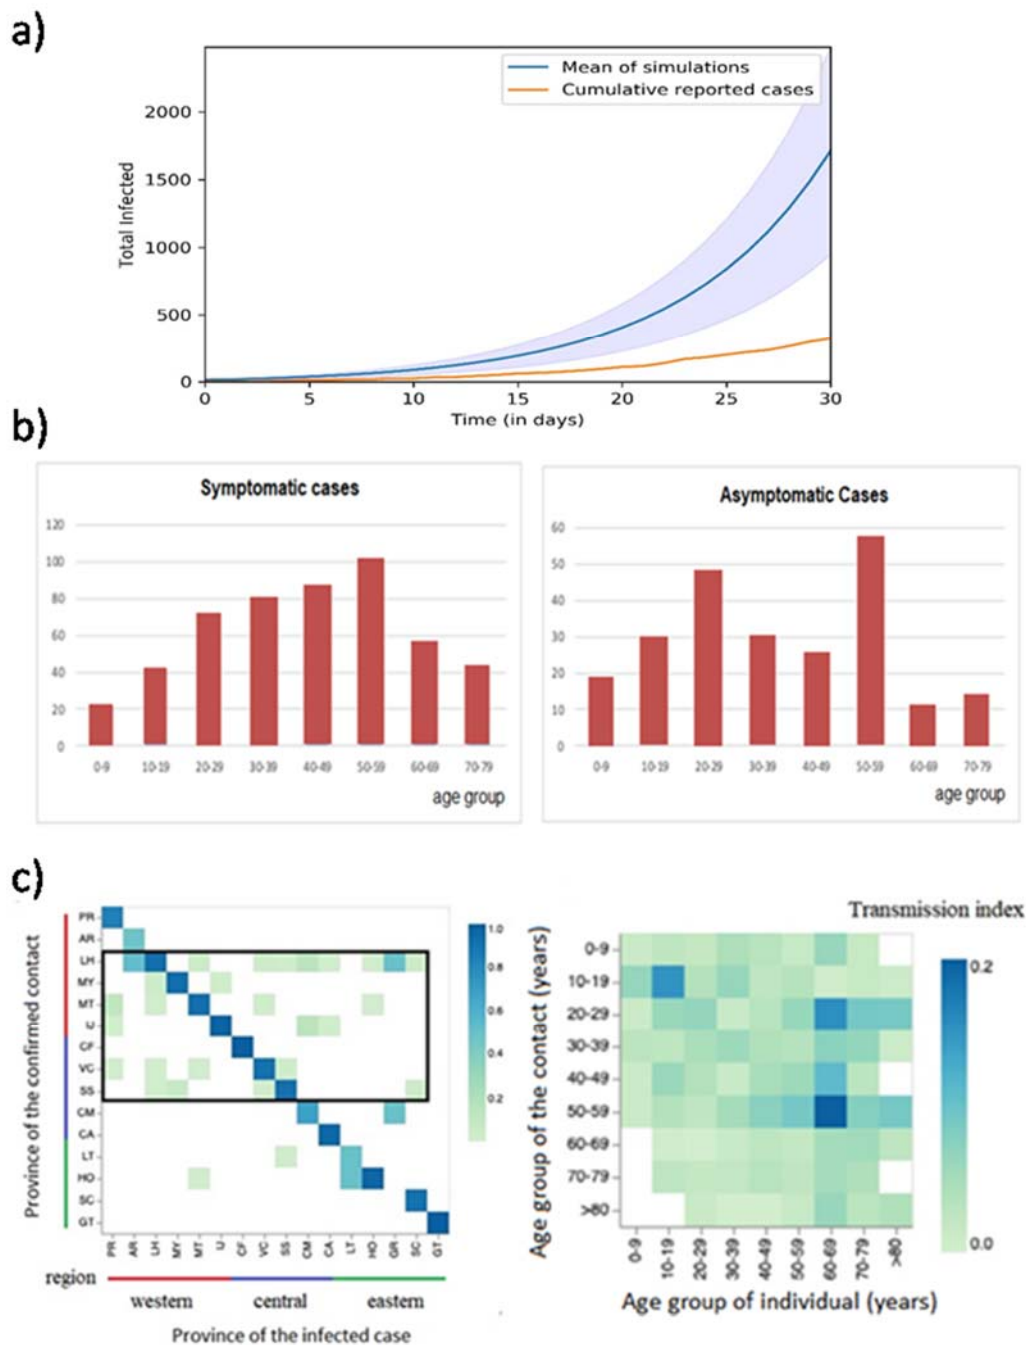 a)
Mean of simulations
Cumulative reported cases
Total Infected
2000
1500
1000
500
0
0 5 10 15 20 25 30
Time (in days)
b)
Symptomatic cases
120
100
80
60
40
20
0
0-9 10-19 20-29 30-39 40-49 50-59 60-69 70-79
age group
Asymptomatic Cases
60
50
40
30
20
10
0
0-9 10-19 20-29 30-39 40-49 50-59 60-69 70-79
age group
c)
Province of the confirmed contact
PR
AR
LH
MY
MT
IJ
CF
VC
SS
CM
CA
LT
HO
SC
GT
PR AR LH MY MT IJ CF VC SS CM CA LT HO GR SC GT
region
western central eastern
Province of the infected case
1.0
0.8
0.6
0.4
0.2
Transmission index
Age group of the contact (years)
0-9
10-19
20-29
30-39
40-49
50-59
60-69
70-79
>80
0-9 10-19 20-29 30-39 40-49 50-59 60-69 70-79 >80
Age group of individual (years)
0.2
0.0